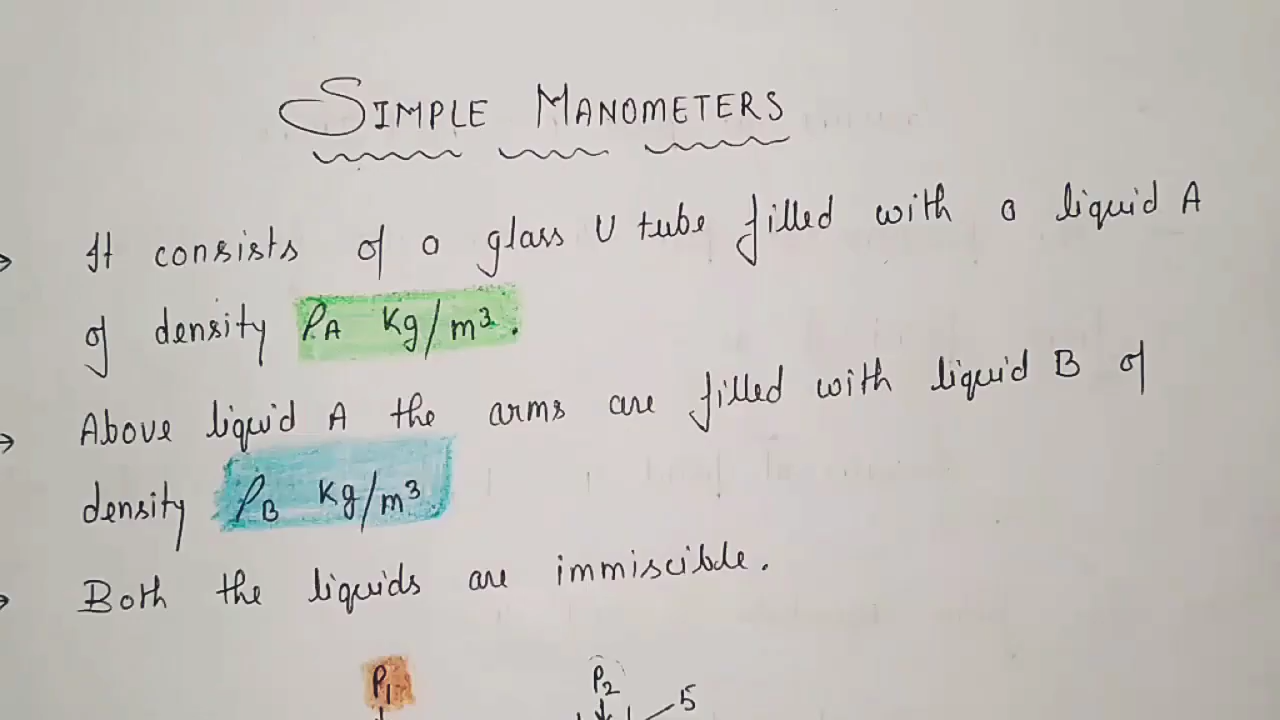 SIMPLE MANOMETERS
→ It consists of a glass U tube filled with a liquid A
of density ρA Kg/m³.
→ Above liquid A the arms are filled with liquid B of
density ρB Kg/m³.
→ Both the liquids are immiscible.
P1 P2
5